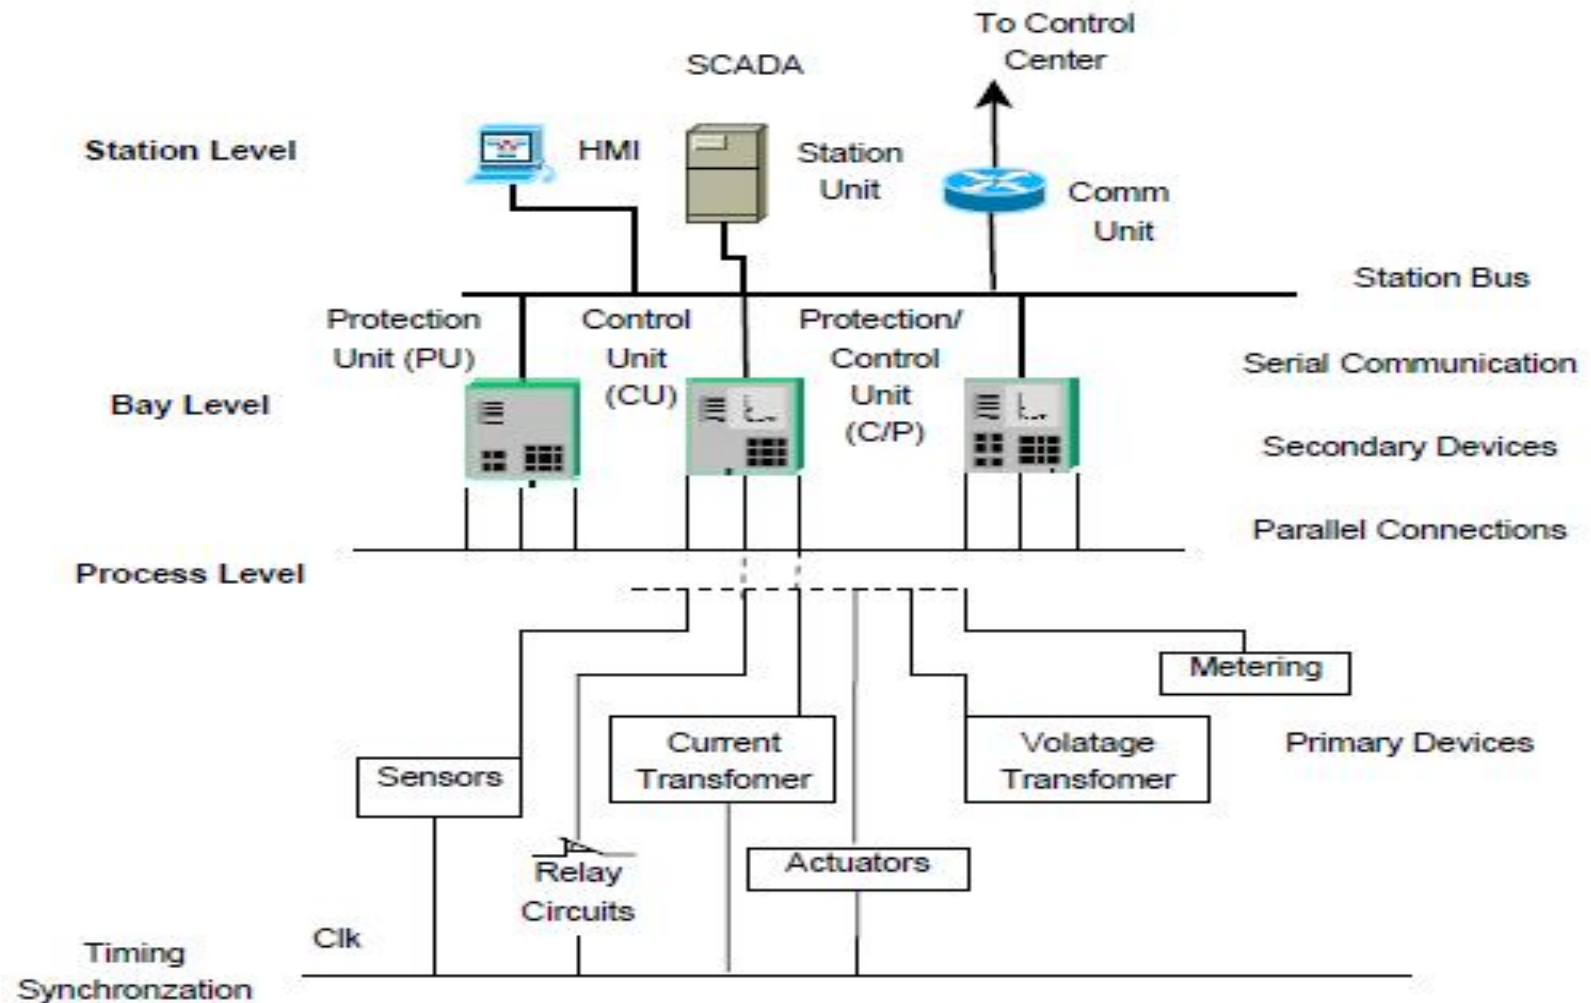 To Control
Center
SCADA
Station Level
HMI
Station
Unit
Comm
Unit
Station Bus
Protection
Unit (PU)
Control
Unit
(CU)
Protection/
Control
Unit
(C/P)
Serial Communication
Bay Level
Secondary Devices
Parallel Connections
Process Level
Metering
Current
Transfomer
Volatage
Transfomer
Primary Devices
Sensors
Actuators
Relay
Circuits
Clk
Timing
Synchronzation